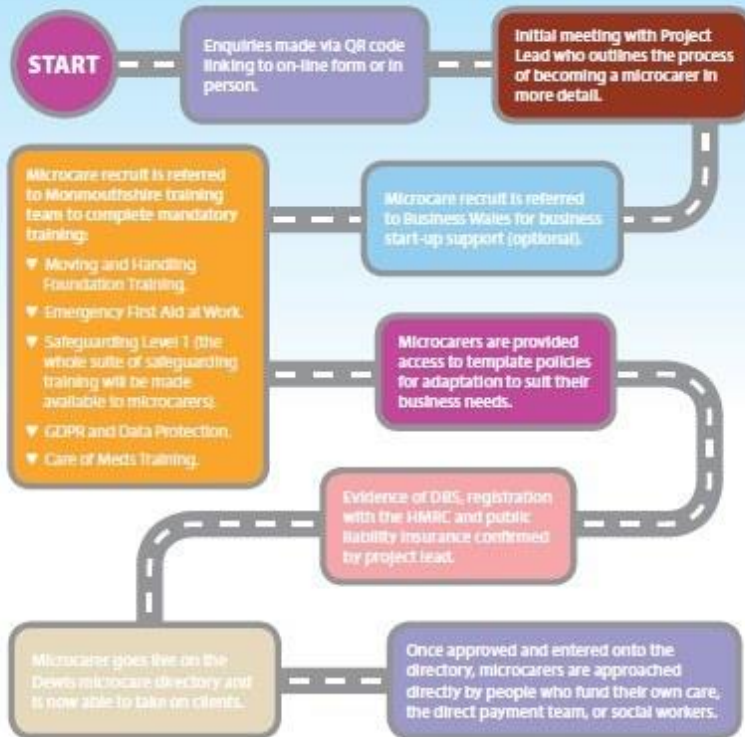 START
Enquiries made via QR code
linking to on-line form or in
person.
Initial meeting with Project
Lead who outlines the process
of becoming a microcarer in
more detail.
Microcare recruit is referred
to Business Wales for business
start-up support (optional).
Microcare recruit is referred
to Monmouthshire training
team to complete mandatory
training:
▼ Moving and Handling
Foundation Training.
▼ Emergency First Aid at Work.
▼ Safeguarding Level 1 (the
whole suite of safeguarding
training will be made
available to microcarers)
▼ GDPR and Data Protection.
▼ Care of Meds Training.
Microcarers are provided
access to template policies
for adaptation to suit their
business needs.
Evidence of DBS, registration
with the HMRC and public
liability insurance confirmed
by project lead.
Microcarer goes live on the
Dewis microcare directory and
is now able to take on clients.
Once approved and entered onto the
directory, microcarers are approached
directly by people who fund their own care,
the direct payment team, or social workers.